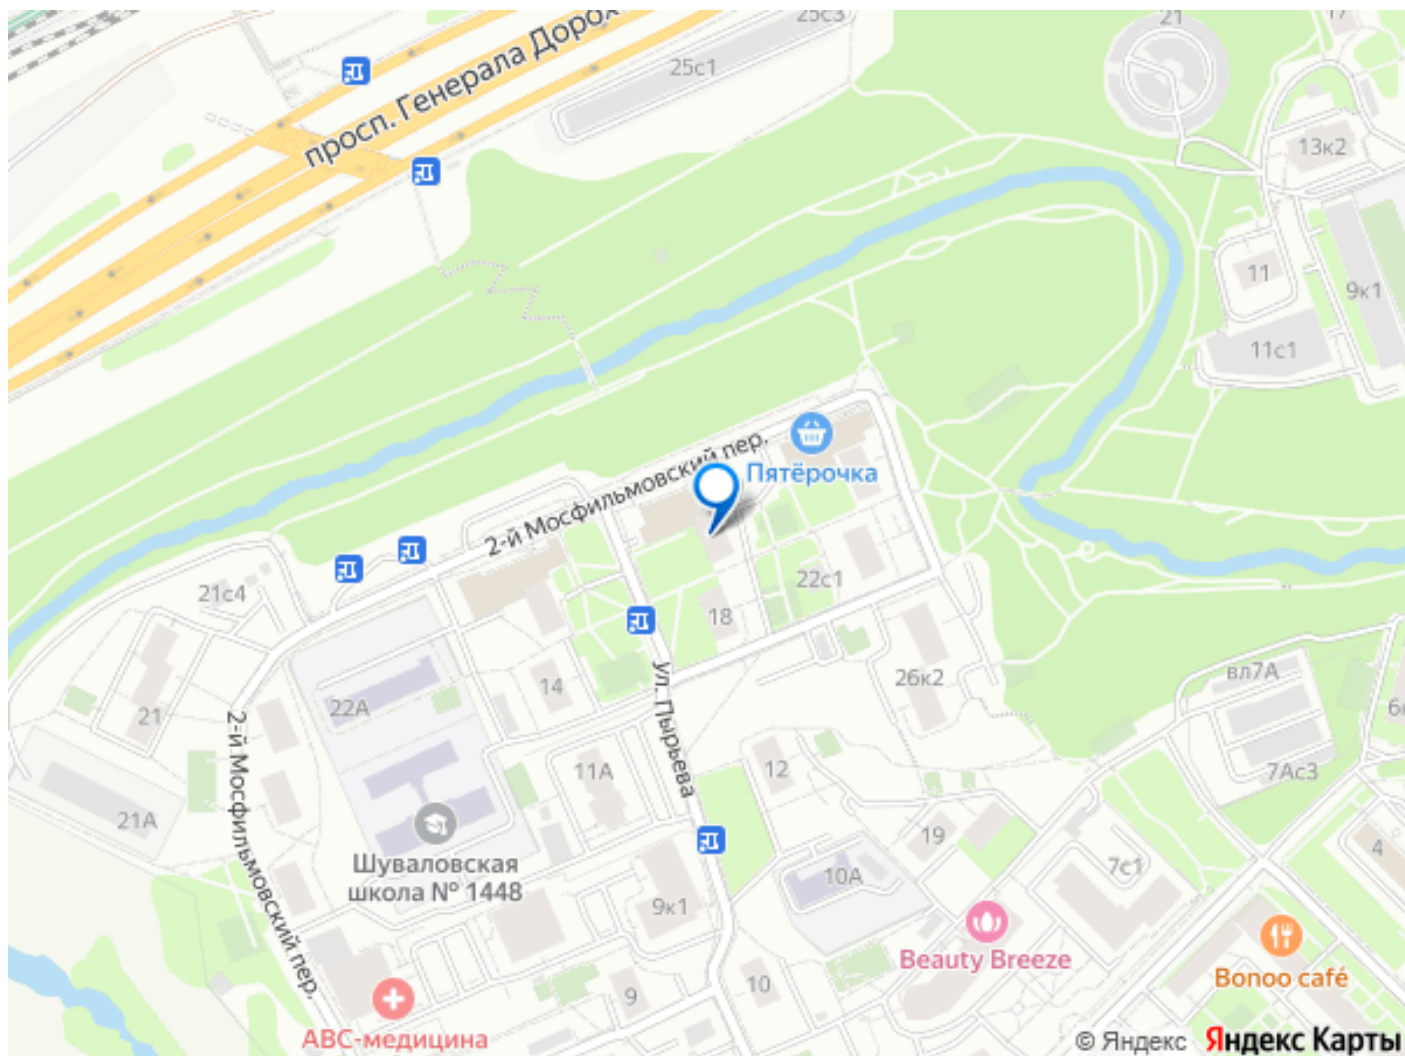 25с3
21
17
25с1
просп. Генерала Дорох
13к2
11
9к1
11с1
Пятёрочка
2-й Мосфильмовский пер.
22с1
21с4
18
26к2
вл7А
14
22А
21
ул. Пырьева
12
11А
7Ас3
21А
2-й Мосфильмовский пер.
19
4
Шуваловская
школа № 1448
7с1
10А
9к1
Beauty Breeze
Bonoo café
9
10
АВС-медицина
© Яндекс Яндекс Карты